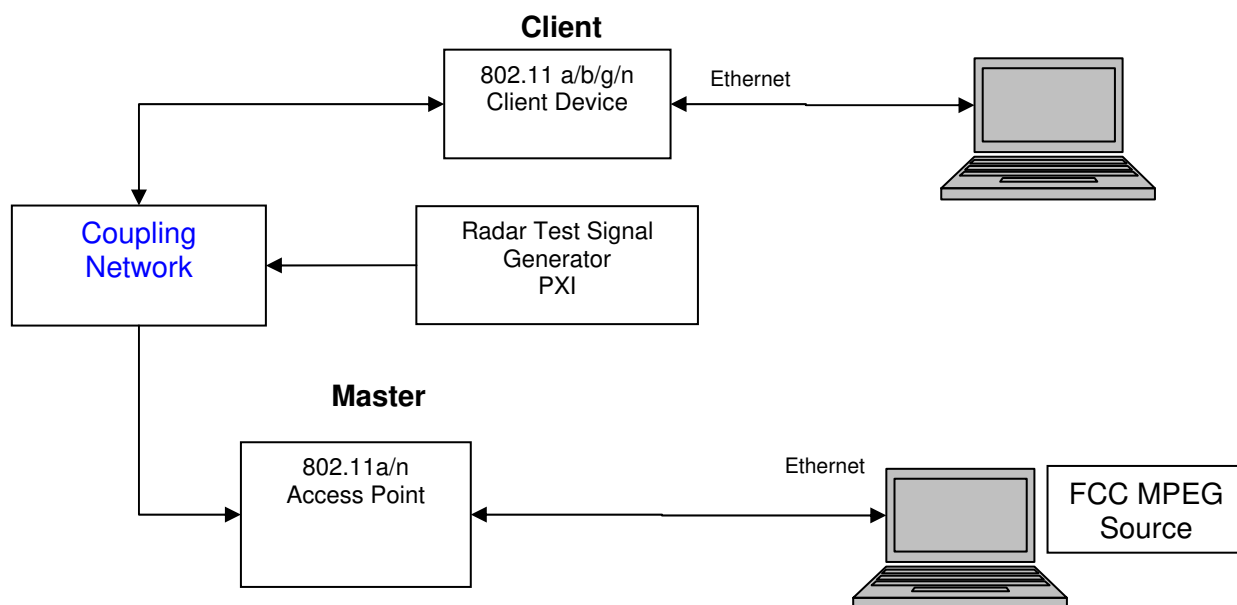 Client
802.11 a/b/g/n
Client Device
Ethernet
Coupling
Network
Radar Test Signal
Generator
PXI
Master
802.11a/n
Access Point
Ethernet
FCC MPEG
Source